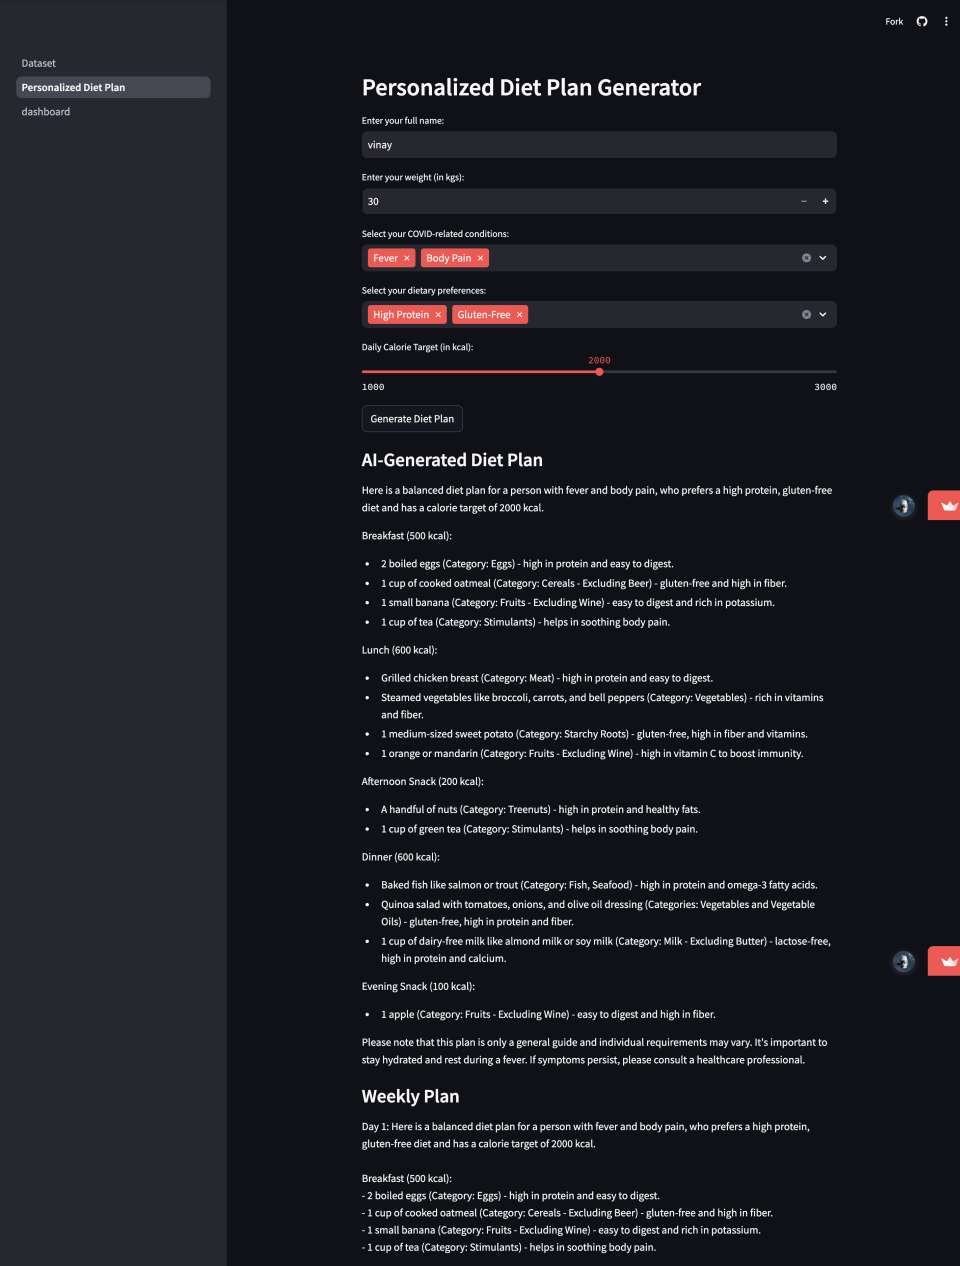 Fork
Dataset
Personalized Diet Plan
dashboard
Personalized Diet Plan Generator
Enter your full name:
vinay
Enter your weight (in kgs):
30
Select your COVID-related conditions:
Fever × Body Pain ×
Select your dietary preferences:
High Protein × Gluten-Free ×
Daily Calorie Target (in kcal):
2000
1000 3000
Generate Diet Plan
AI-Generated Diet Plan
Here is a balanced diet plan for a person with fever and body pain, who prefers a high protein, gluten-free
diet and has a calorie target of 2000 kcal.
Breakfast (500 kcal):
• 2 boiled eggs (Category: Eggs) - high in protein and easy to digest.
• 1 cup of cooked oatmeal (Category: Cereals - Excluding Beer) - gluten-free and high in fiber.
• 1 small banana (Category: Fruits - Excluding Wine) - easy to digest and rich in potassium.
• 1 cup of tea (Category: Stimulants) - helps in soothing body pain.
Lunch (600 kcal):
• Grilled chicken breast (Category: Meat) - high in protein and easy to digest.
• Steamed vegetables like broccoli, carrots, and bell peppers (Category: Vegetables) - rich in vitamins
and fiber.
• 1 medium-sized sweet potato (Category: Starchy Roots) - gluten-free, high in fiber and vitamins.
• 1 orange or mandarin (Category: Fruits - Excluding Wine) - high in vitamin C to boost immunity.
Afternoon Snack (200 kcal):
• A handful of nuts (Category: Treenuts) - high in protein and healthy fats.
• 1 cup of green tea (Category: Stimulants) - helps in soothing body pain.
Dinner (600 kcal):
• Baked fish like salmon or trout (Category: Fish, Seafood) - high in protein and omega-3 fatty acids.
• Quinoa salad with tomatoes, onions, and olive oil dressing (Categories: Vegetables and Vegetable
Oils) - gluten-free, high in protein and fiber.
• 1 cup of dairy-free milk like almond milk or soy milk (Category: Milk - Excluding Butter) - lactose-free,
high in protein and calcium.
Evening Snack (100 kcal):
• 1 apple (Category: Fruits - Excluding Wine) - easy to digest and high in fiber.
Please note that this plan is only a general guide and individual requirements may vary. It's important to
stay hydrated and rest during a fever. If symptoms persist, please consult a healthcare professional.
Weekly Plan
Day 1: Here is a balanced diet plan for a person with fever and body pain, who prefers a high protein,
gluten-free diet and has a calorie target of 2000 kcal.
Breakfast (500 kcal):
- 2 boiled eggs (Category: Eggs) - high in protein and easy to digest.
- 1 cup of cooked oatmeal (Category: Cereals - Excluding Beer) - gluten-free and high in fiber.
- 1 small banana (Category: Fruits - Excluding Wine) - easy to digest and rich in potassium.
- 1 cup of tea (Category: Stimulants) - helps in soothing body pain.